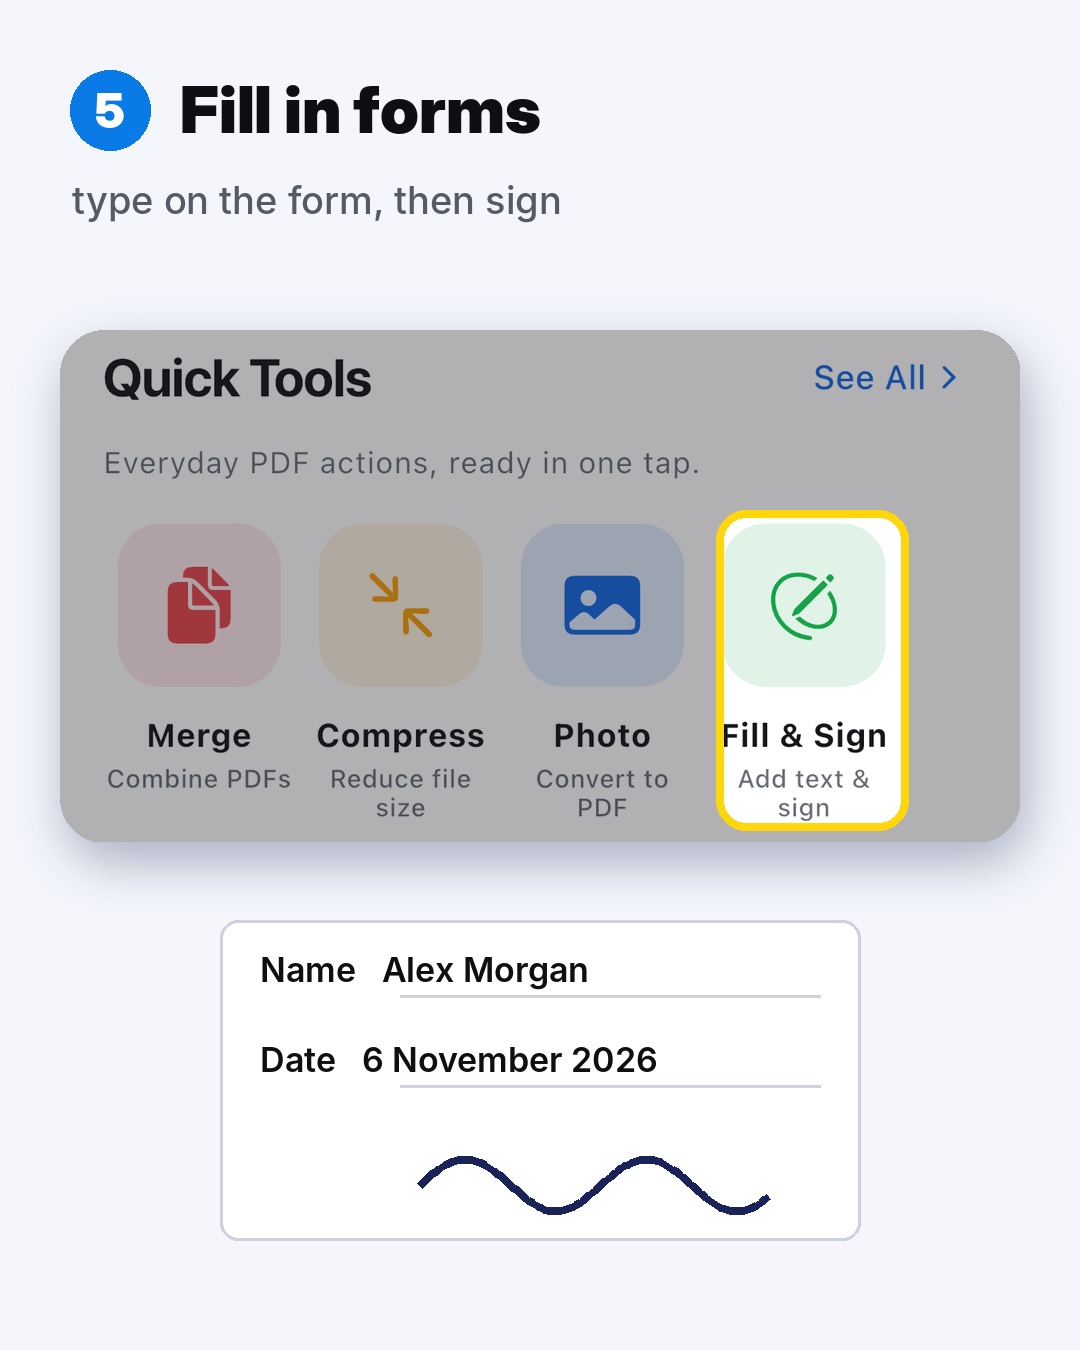 5 Fill in forms
type on the form, then sign
Quick Tools
See All
Everyday PDF actions, ready in one tap.
Merge
Combine PDFs
Compress
Reduce file
size
Photo
Convert to
PDF
Fill & Sign
Add text &
sign
Name Alex Morgan
Date 6 November 2026